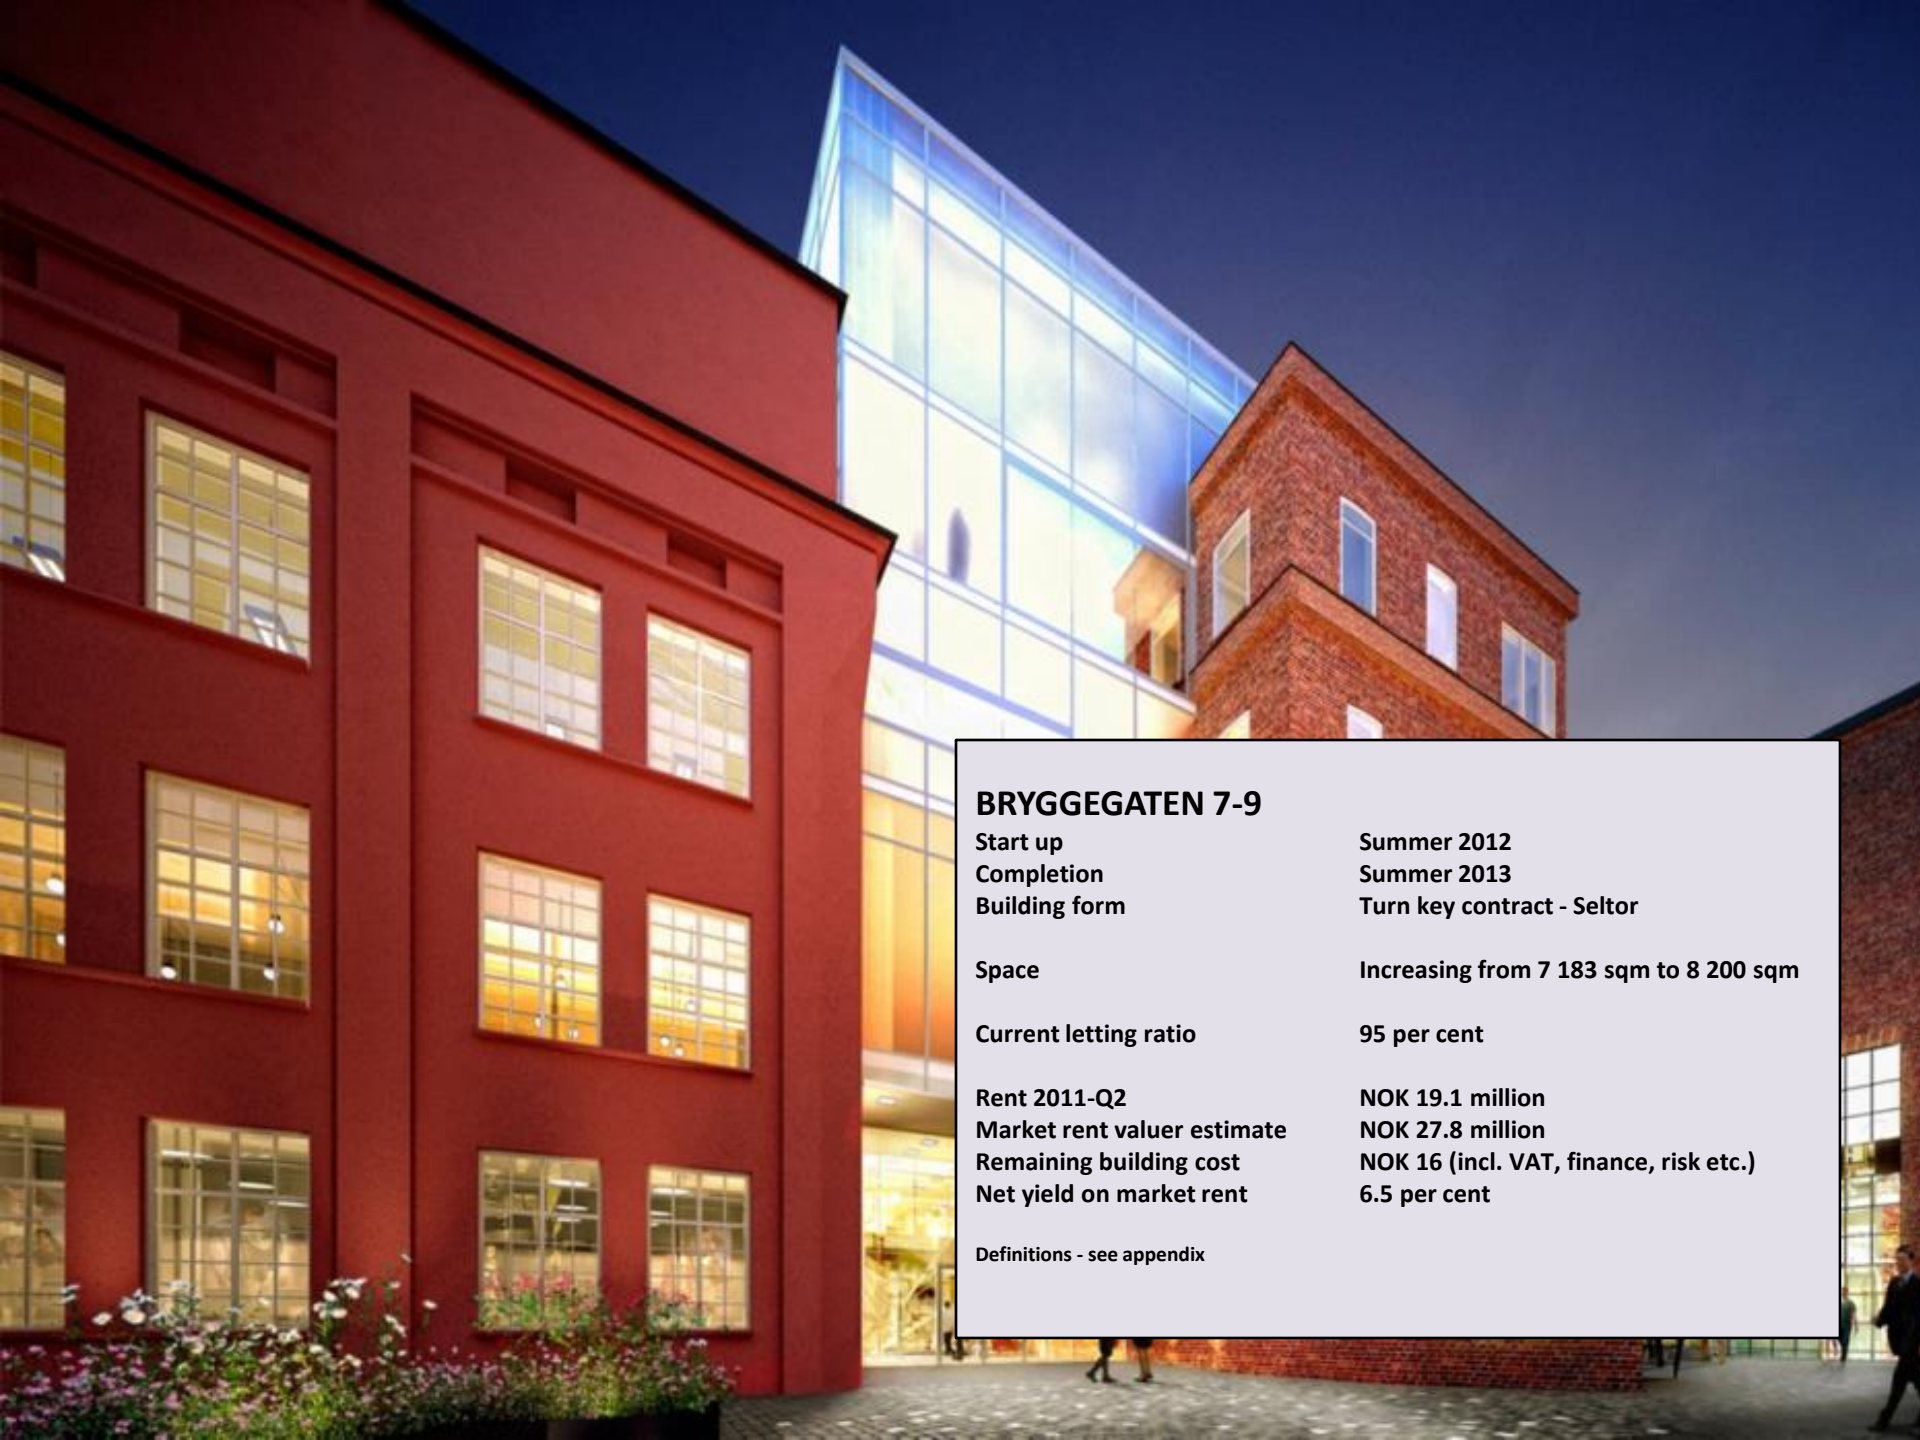 BRYGGEGATEN 7-9
Start up Summer 2012
Completion Summer 2013
Building form Turn key contract - Seltor
Space Increasing from 7 183 sqm to 8 200 sqm
Current letting ratio 95 per cent
Rent 2011-Q2 NOK 19.1 million
Market rent valuer estimate NOK 27.8 million
Remaining building cost NOK 16 (incl. VAT, finance, risk etc.)
Net yield on market rent 6.5 per cent
Definitions - see appendix